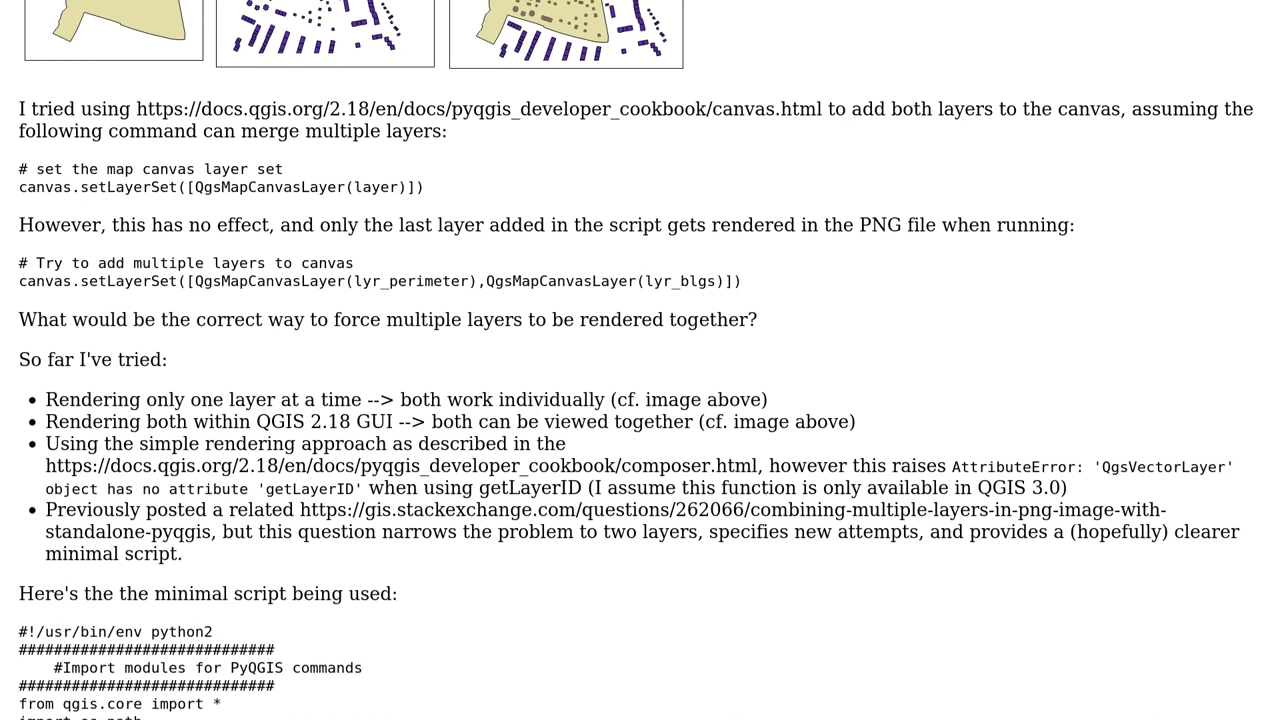 I tried using https://docs.qgis.org/2.18/en/docs/pyqgis_developer_cookbook/canvas.html to add both layers to the canvas, assuming the
following command can merge multiple layers:
# set the map canvas layer set
canvas.setLayerSet([QgsMapCanvasLayer(layer)])
However, this has no effect, and only the last layer added in the script gets rendered in the PNG file when running:
# Try to add multiple layers to canvas
canvas.setLayerSet([QgsMapCanvasLayer(lyr_perimeter),QgsMapCanvasLayer(lyr_blgs)])
What would be the correct way to force multiple layers to be rendered together?
So far I've tried:
• Rendering only one layer at a time --> both work individually (cf. image above)
• Rendering both within QGIS 2.18 GUI --> both can be viewed together (cf. image above)
• Using the simple rendering approach as described in the
https://docs.qgis.org/2.18/en/docs/pyqgis_developer_cookbook/composer.html, however this raises AttributeError: 'QgsVectorLayer'
object has no attribute 'getLayerID' when using getLayerID (I assume this function is only available in QGIS 3.0)
• Previously posted a related https://gis.stackexchange.com/questions/262066/combining-multiple-layers-in-png-image-with-
standalone-pyqgis, but this question narrows the problem to two layers, specifies new attempts, and provides a (hopefully) clearer
minimal script.
Here's the the minimal script being used:
#!/usr/bin/env python2
#############################
#Import modules for PyQGIS commands
#############################
from qgis.core import *
import os.path